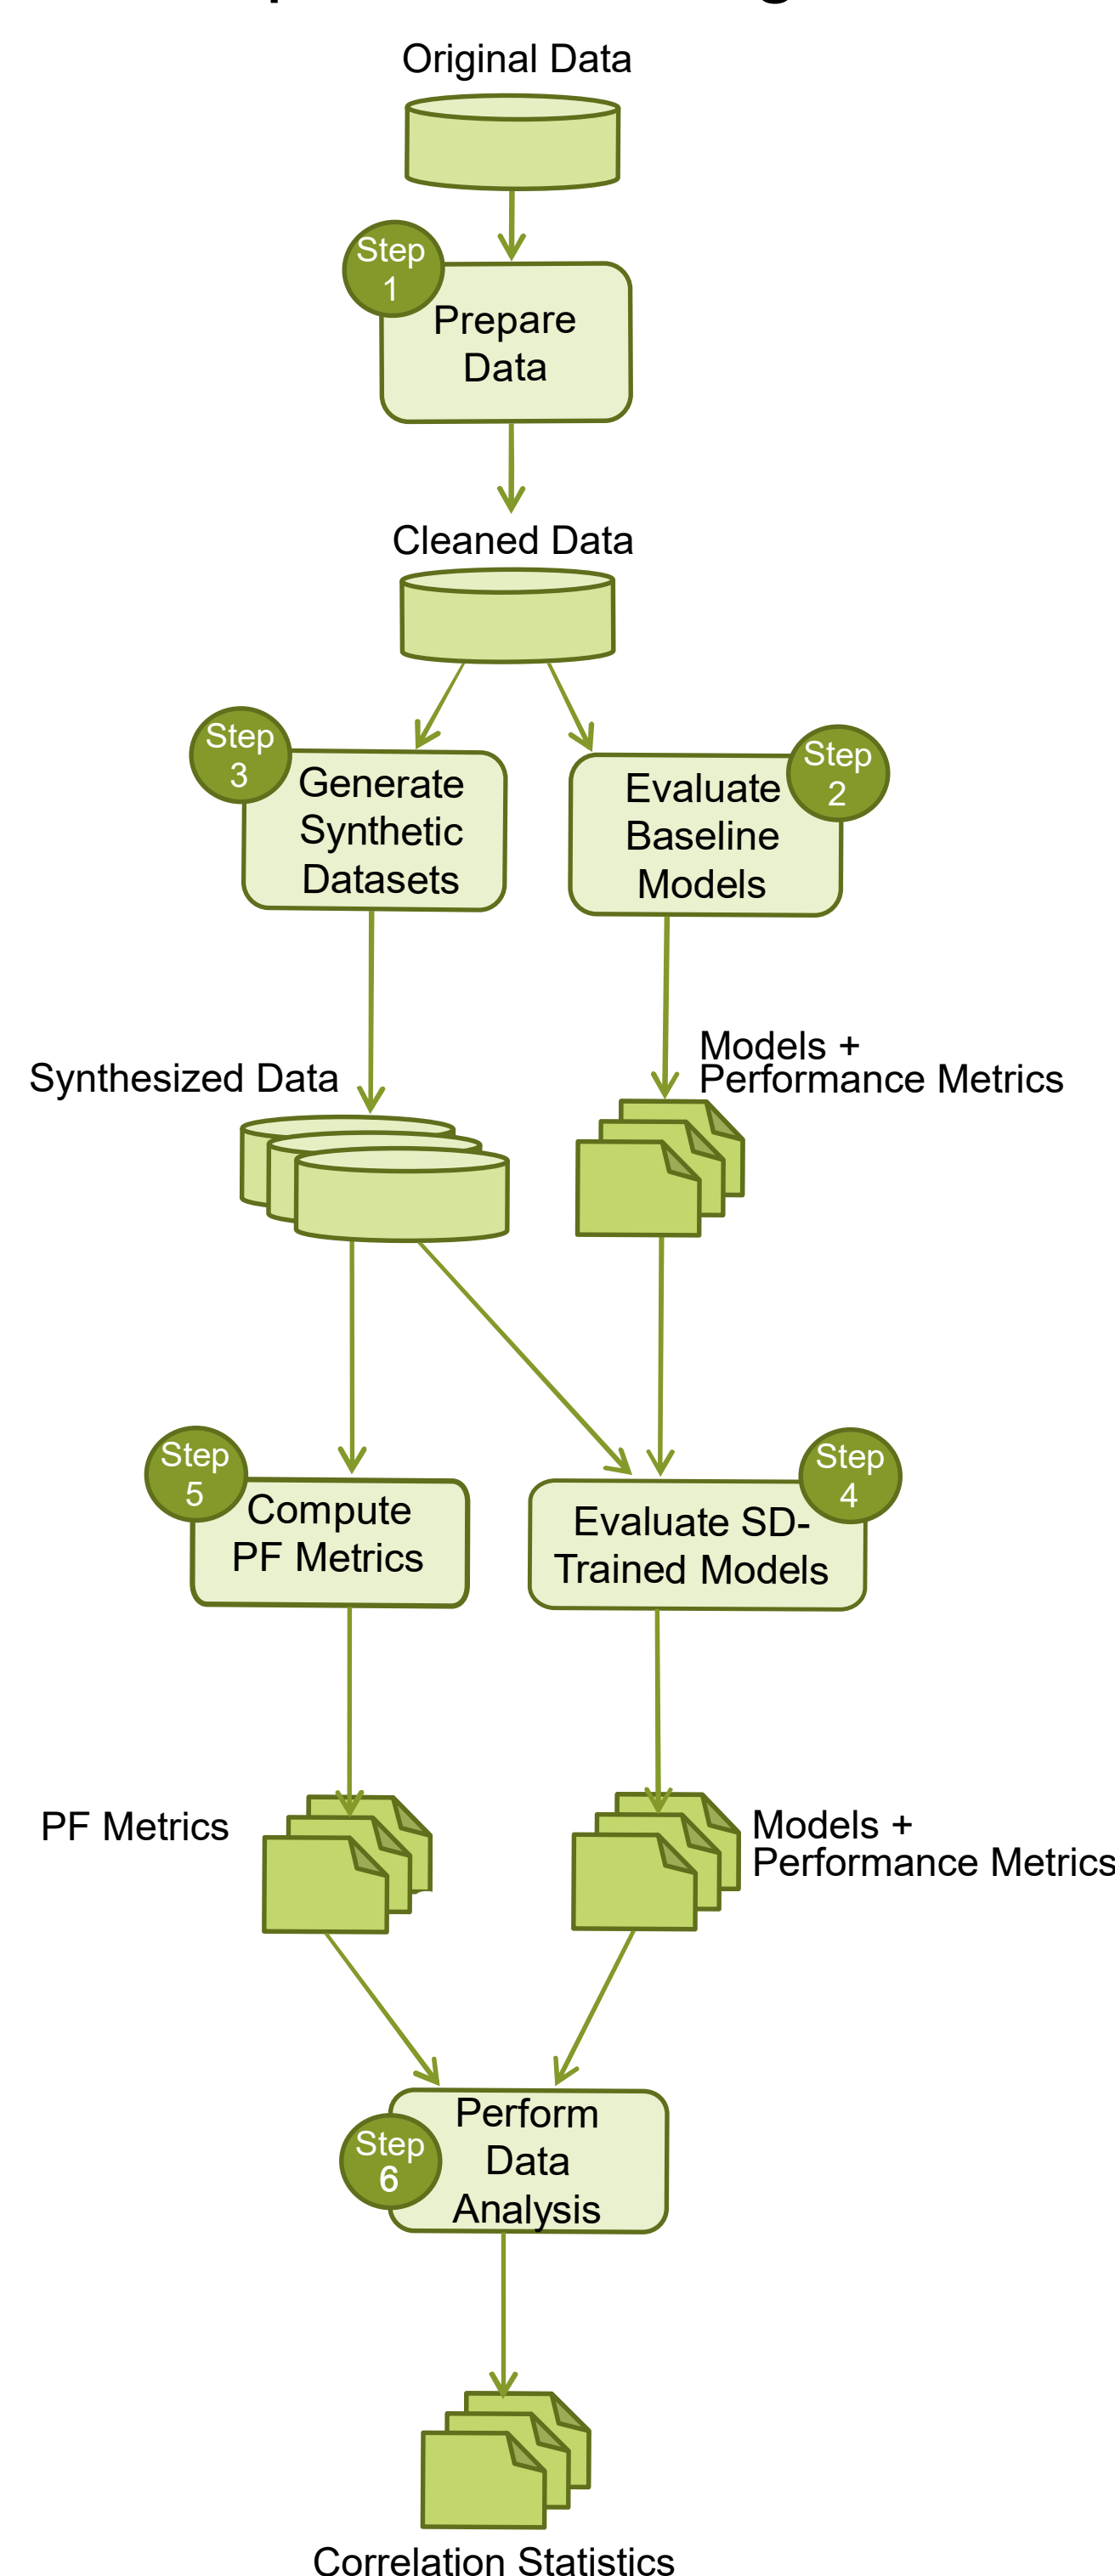 Original Data
Step
1
Prepare
Data
Cleaned Data
Step
3
Generate
Synthetic
Datasets
Step
2
Evaluate
Baseline
Models
Synthesized Data
Models +
Performance Metrics
Step
5
Compute
PF Metrics
Step
4
Evaluate SD-
Trained Models
PF Metrics
Models +
Performance Metrics
Step
6
Perform
Data
Analysis
Correlation Statistics